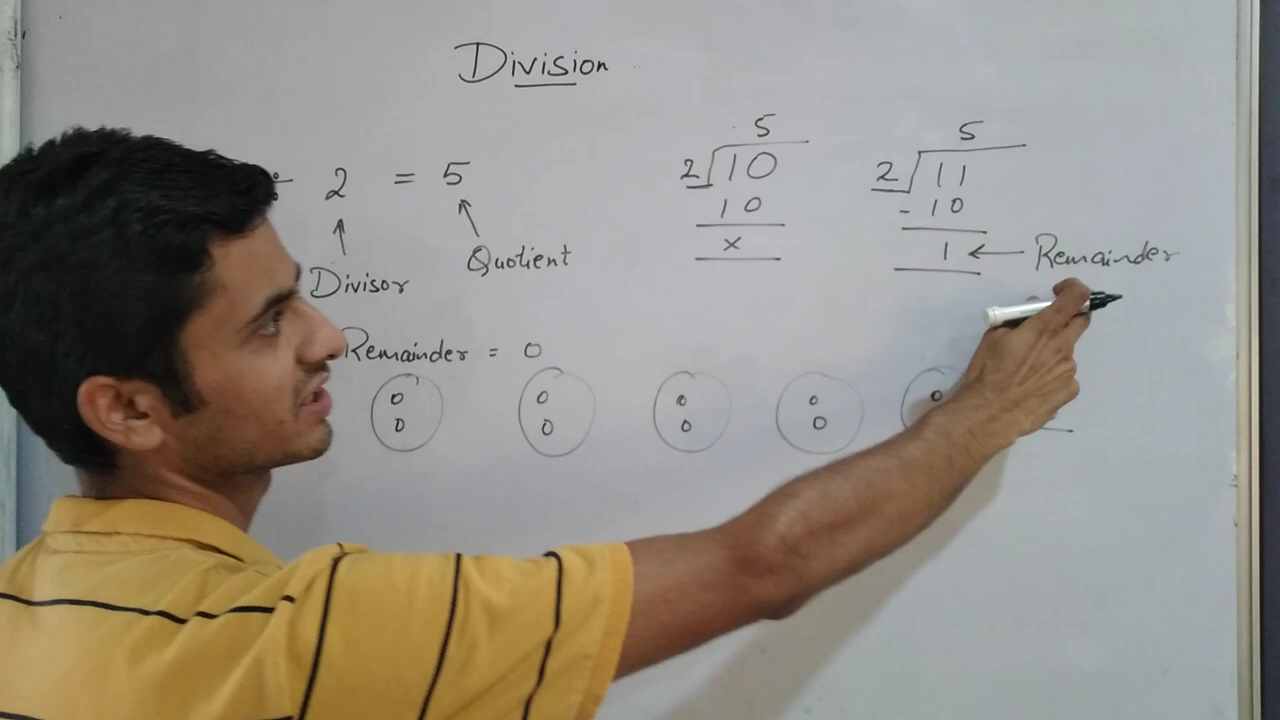 Division
÷ 2 = 5
Divisor
Quotient
Remainder = 0
5
2 10
10
x
5
2 11
- 10
1 ← Remainder